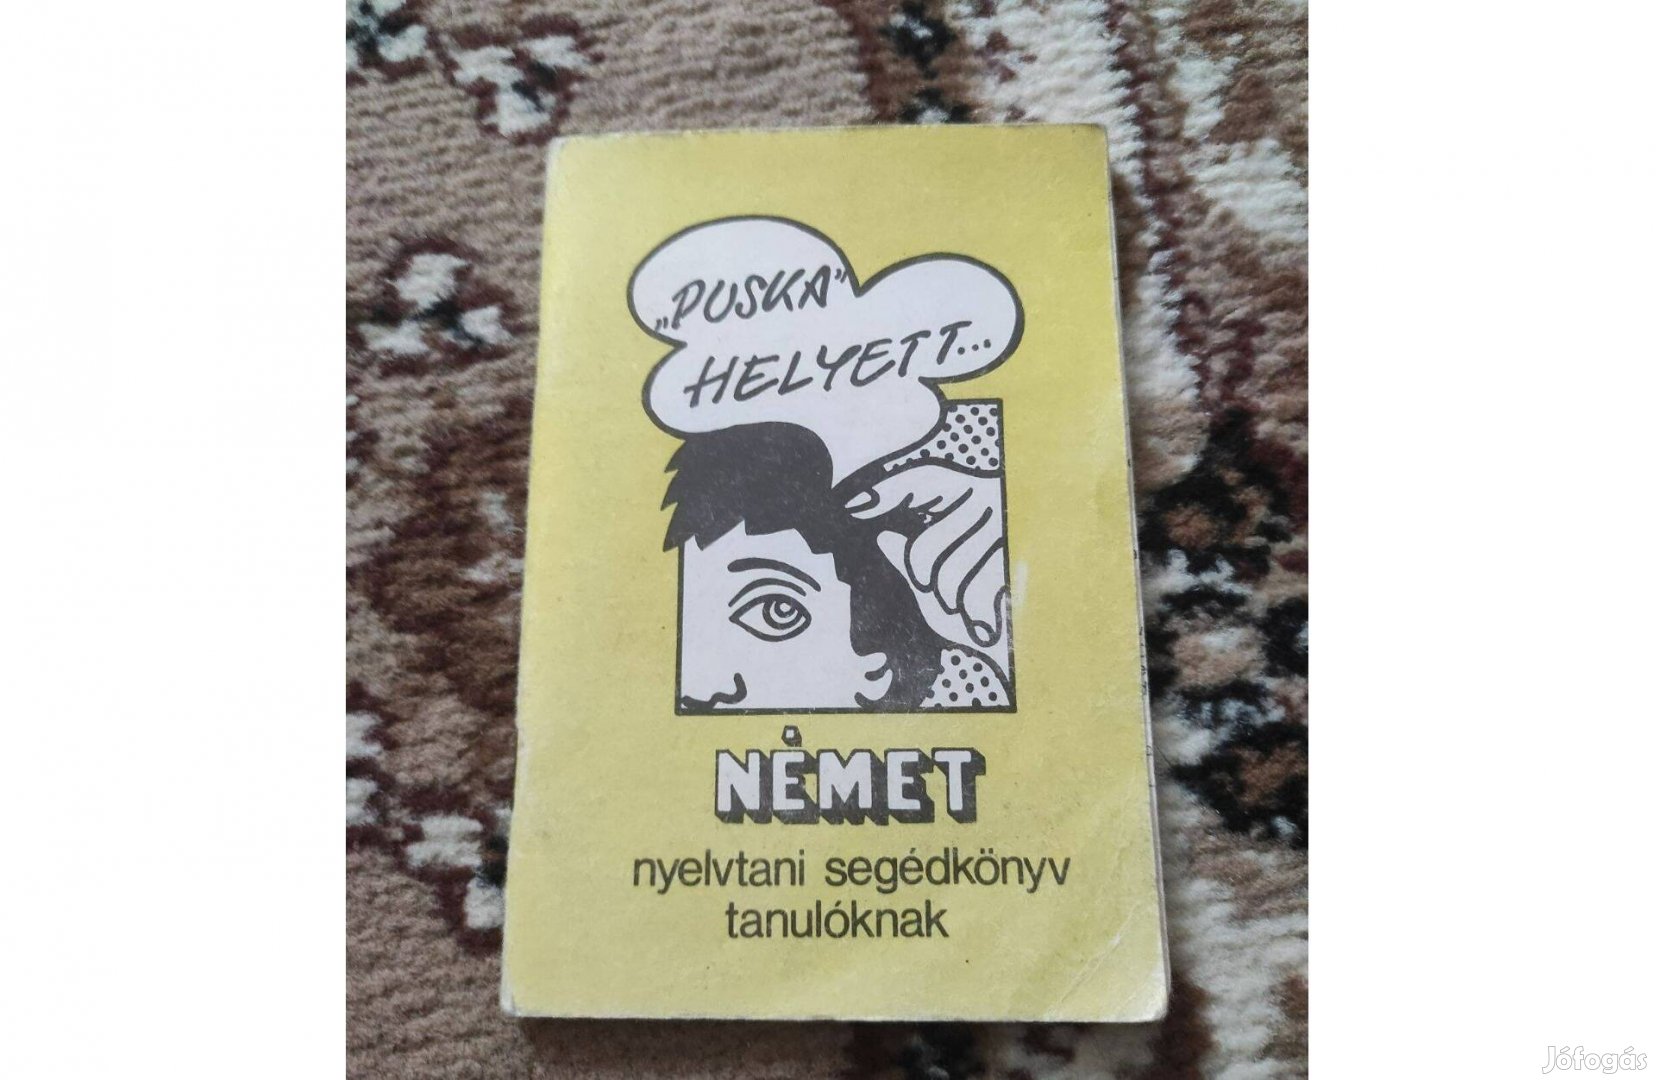 „PUSKA”
HELYETT...
NÉMET
nyelvtani segédkönyv
tanulóknak
Jófogás